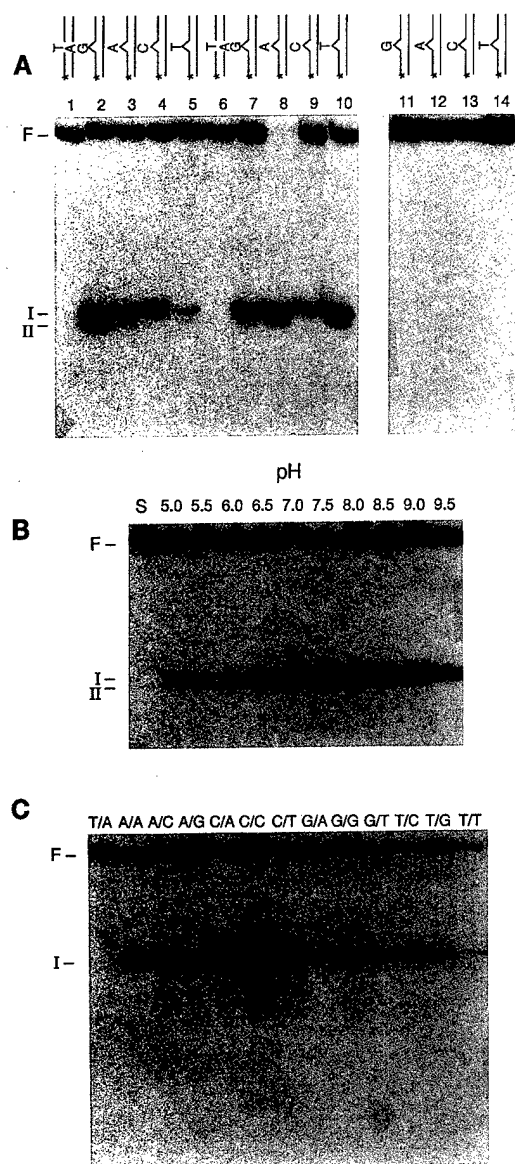 T A G A C T T A G A C T G A C T
A
1 2 3 4 5 6 7 8 9 10 11 12 13 14
F
I
II
pH
S 5.0 5.5 6.0 6.5 7.0 7.5 8.0 8.5 9.0 9.5
B
F
I
II
C
T/A A/A A/C A/G C/A C/C C/T G/A G/G G/T T/C T/G T/T
F
I